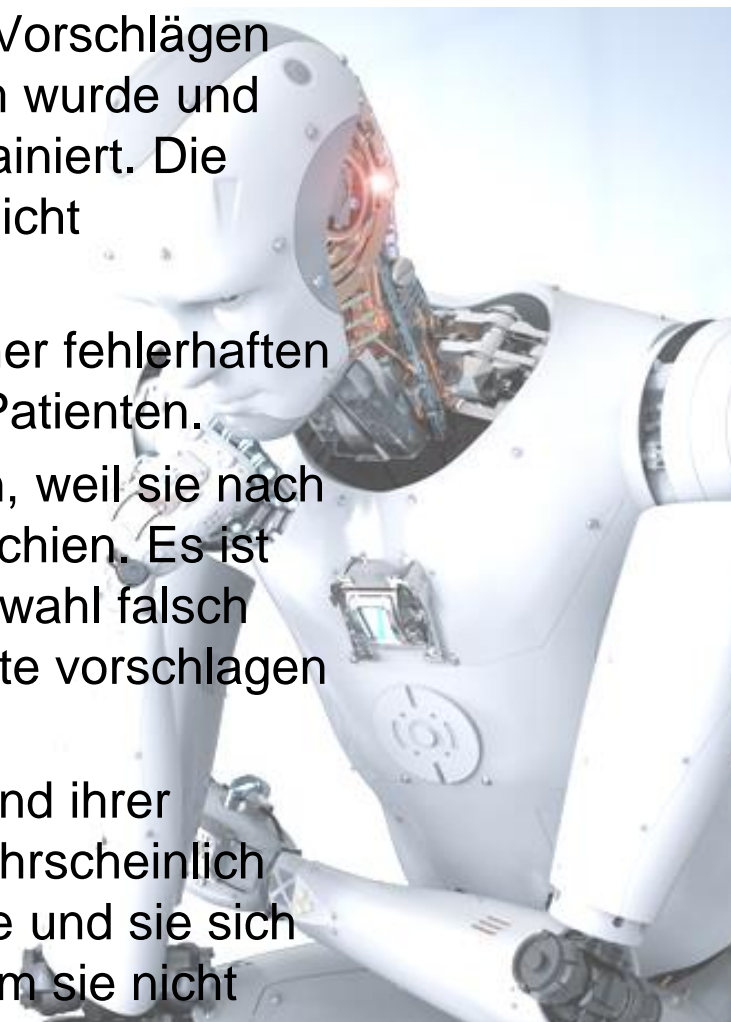 Vorschlägen
n wurde und
ainiert. Die
icht
ner fehlerhaften
Patienten.
n, weil sie nach
chien. Es ist
wahl falsch
te vorschlagen
nd ihrer
hrscheinlich
e und sie sich
m sie nicht